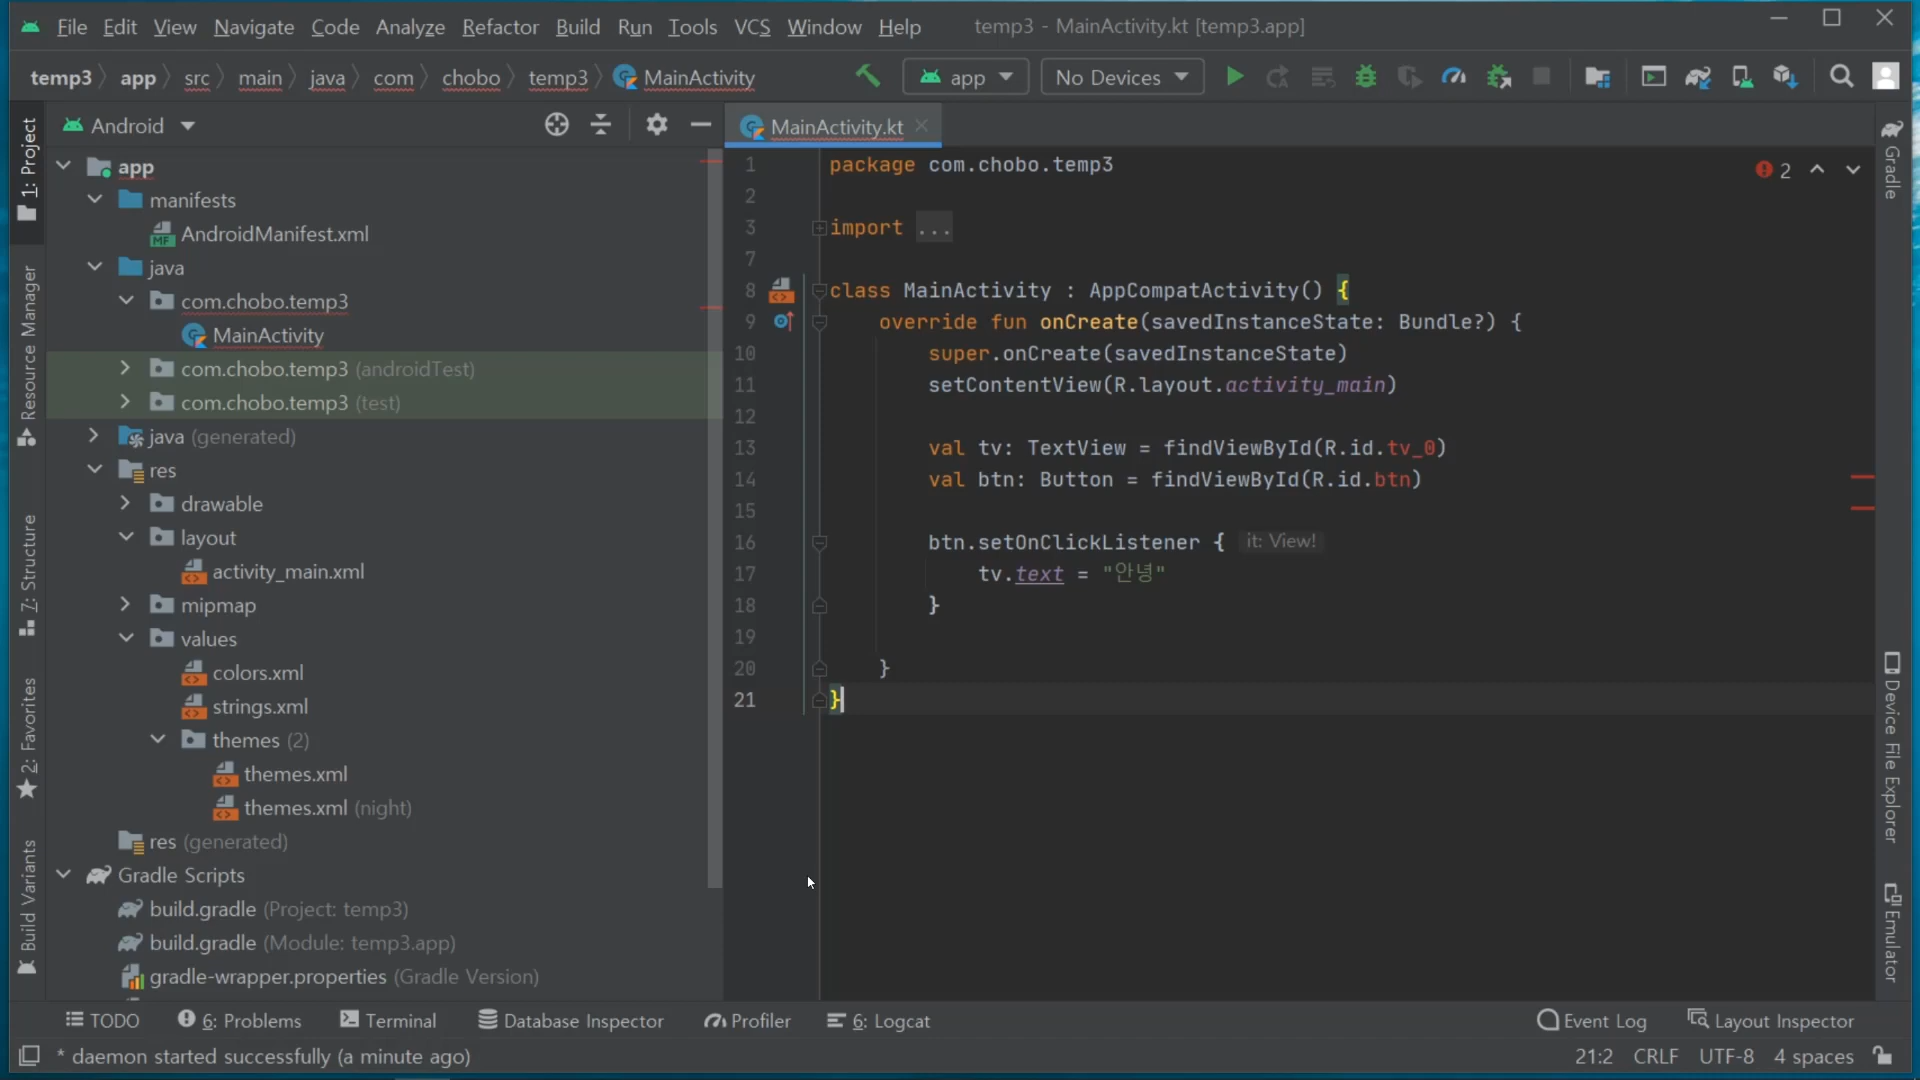 File Edit View Navigate Code Analyze Refactor Build Run Tools VCS Window Help temp3 - MainActivity.kt [temp3.app]
temp3 app src main java com chobo temp3 MainActivity app No Devices
1: Project
Resource Manager
7: Structure
2: Favorites
Build Variants
Android
app
manifests
AndroidManifest.xml
java
com.chobo.temp3
MainActivity
com.chobo.temp3 (androidTest)
com.chobo.temp3 (test)
java (generated)
res
drawable
layout
activity_main.xml
mipmap
values
colors.xml
strings.xml
themes (2)
themes.xml
themes.xml (night)
res (generated)
Gradle Scripts
build.gradle (Project: temp3)
build.gradle (Module: temp3.app)
gradle-wrapper.properties (Gradle Version)
MainActivity.kt
2
1 package com.chobo.temp3
2
3 import ...
7
8 class MainActivity : AppCompatActivity() {
9 override fun onCreate(savedInstanceState: Bundle?) {
10 super.onCreate(savedInstanceState)
11 setContentView(R.layout.activity_main)
12
13 val tv: TextView = findViewById(R.id.tv_0)
14 val btn: Button = findViewById(R.id.btn)
15
16 btn.setOnClickListener { it: View!
17 tv.text = "안녕"
18 }
19
20 }
21 }
Gradle
Device File Explorer
Emulator
TODO 6: Problems Terminal Database Inspector Profiler 6: Logcat Event Log Layout Inspector
* daemon started successfully (a minute ago) 21:2 CRLF UTF-8 4 spaces